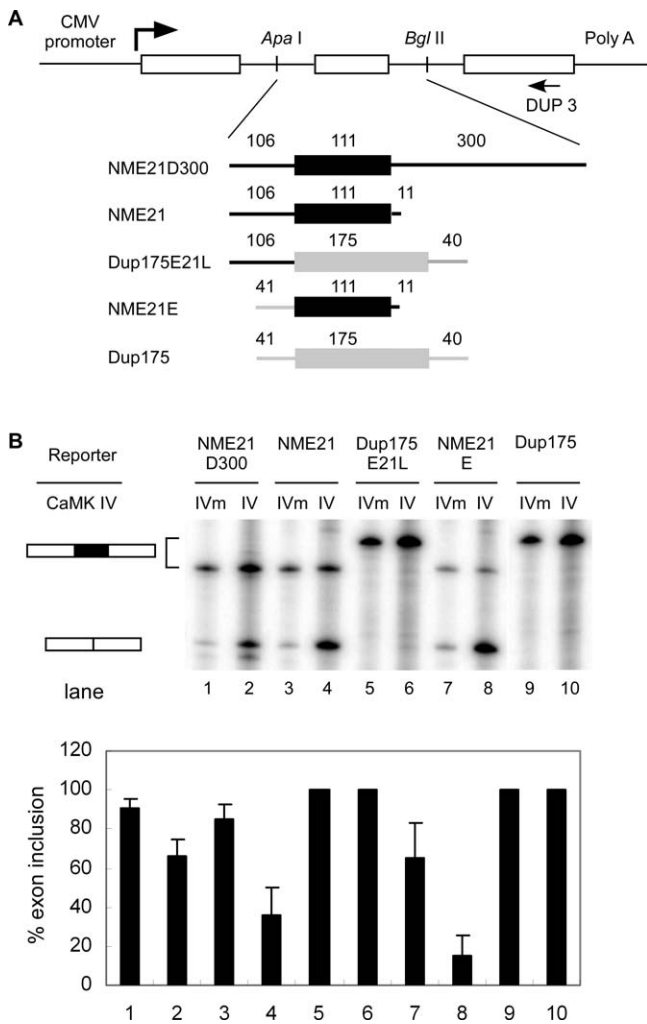 A
CMV promoter
Apa I
Bgl II
Poly A
DUP 3
106 111 300
NME21D300
106 111 11
NME21
106 175 40
Dup175E21L
41 111 11
NME21E
41 175 40
Dup175
B
Reporter
NME21 D300
NME21
Dup175 E21L
NME21 E
Dup175
CaMK IV
IVm IV IVm IV IVm IV IVm IV IVm IV
lane
1 2 3 4 5 6 7 8 9 10
% exon inclusion
120
100
80
60
40
20
0
1 2 3 4 5 6 7 8 9 10